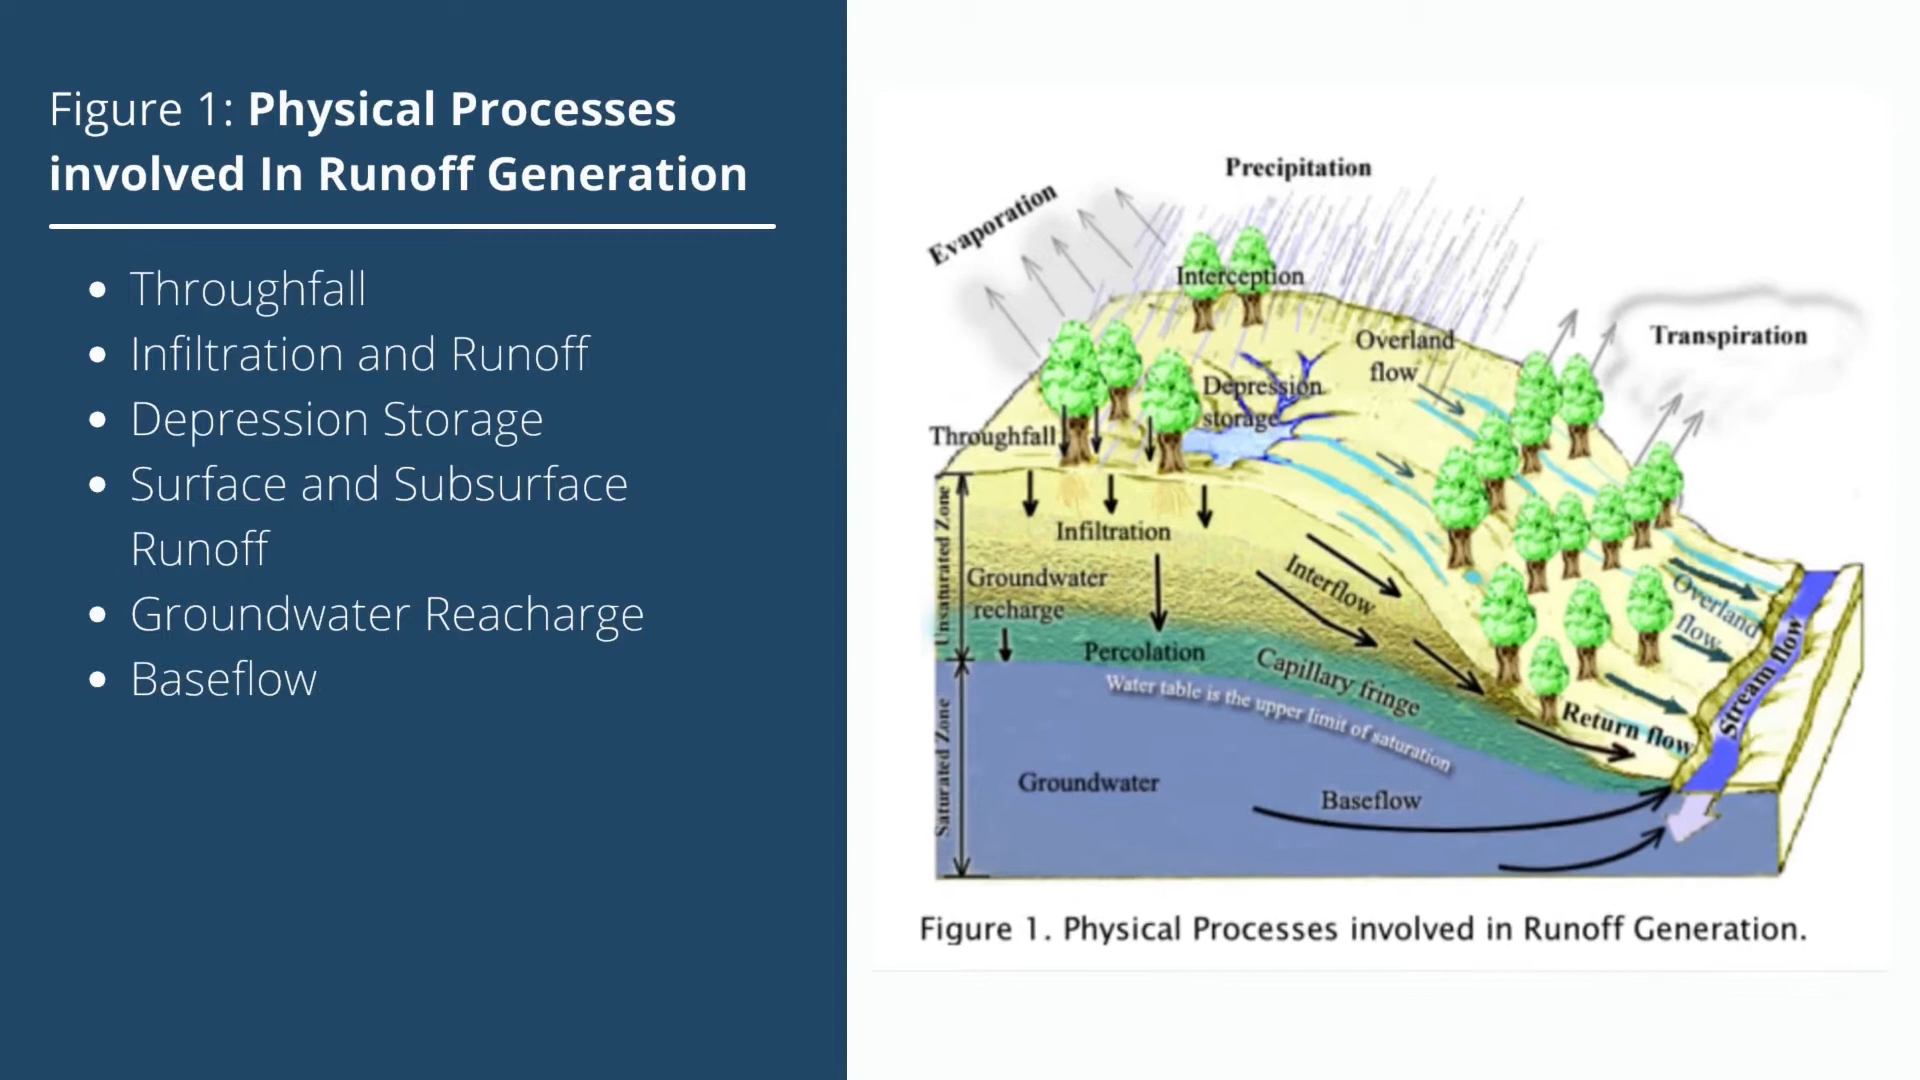 Figure 1: Physical Processes
involved In Runoff Generation
Throughfall
Infiltration and Runoff
Depression Storage
Surface and Subsurface
Runoff
Groundwater Reacharge
Baseflow
Precipitation
Evaporation
Interception
Transpiration
Overland
flow
Depression
storage
Throughfall
Unsaturated Zone
Infiltration
Interflow
Groundwater
recharge
Overland
flow
Percolation
Capillary fringe
Water table is the upper limit of saturation
Stream flow
Return flow
Saturated Zone
Groundwater
Baseflow
Figure 1. Physical Processes involved in Runoff Generation.